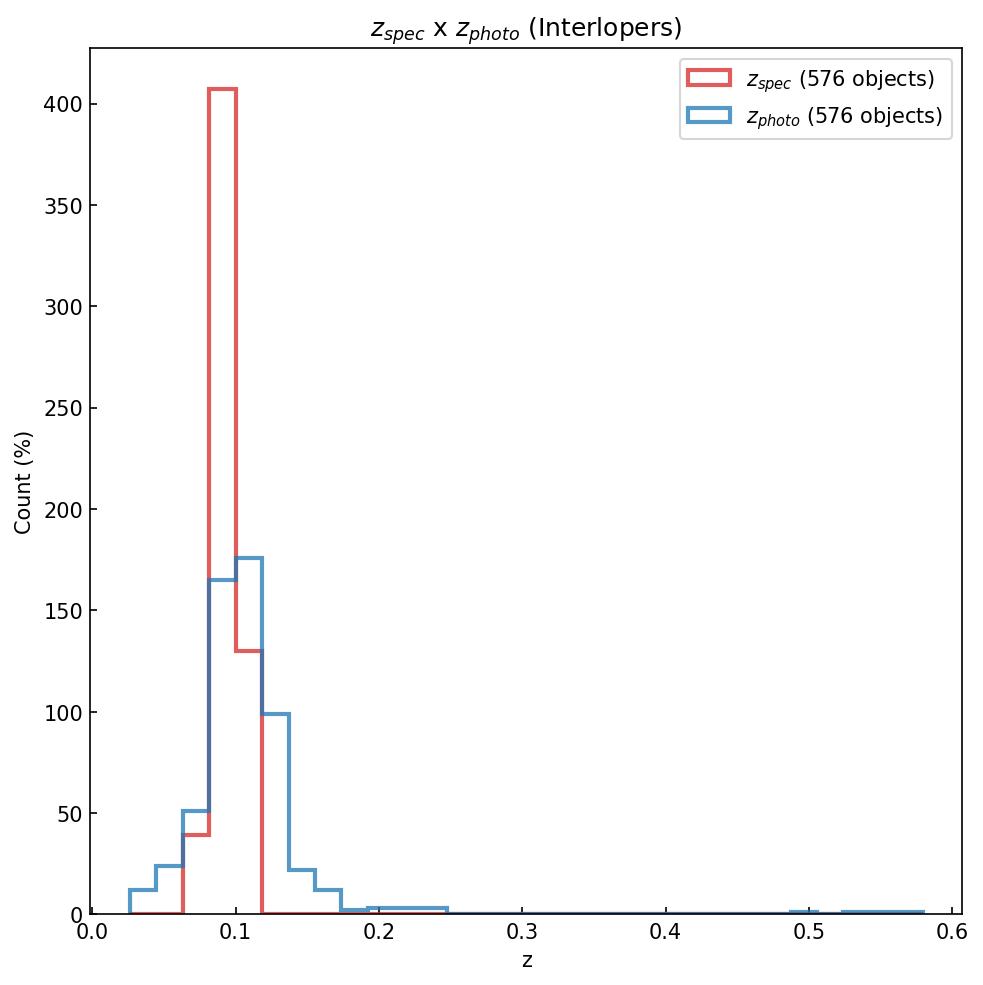 z_spec x z_photo (Interlopers)
z_spec (576 objects)
z_photo (576 objects)
Count (%)
400
350
300
250
200
150
100
50
0
0.0 0.1 0.2 0.3 0.4 0.5 0.6
z